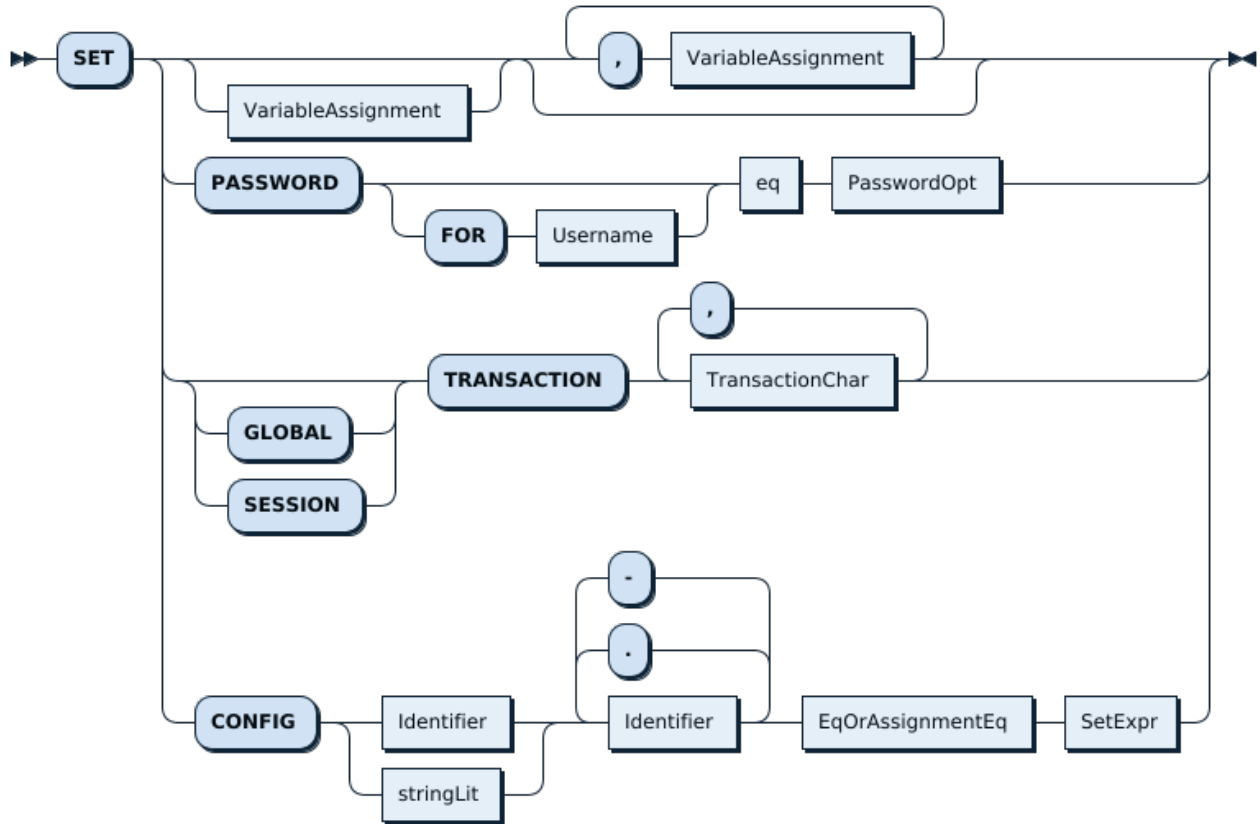 SET , VariableAssignment
VariableAssignment
PASSWORD eq PasswordOpt
FOR Username
,
TRANSACTION TransactionChar
GLOBAL
SESSION
-
.
CONFIG Identifier Identifier EqOrAssignmentEq SetExpr
stringLit